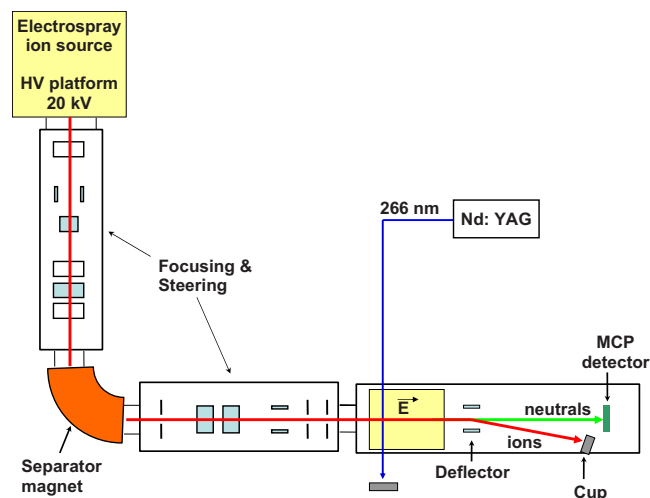 Electrospray
ion source
HV platform
20 kV
266 nm
Nd: YAG
Focusing &
Steering
MCP
detector
E
neutrals
ions
Separator
magnet
Deflector
Cup